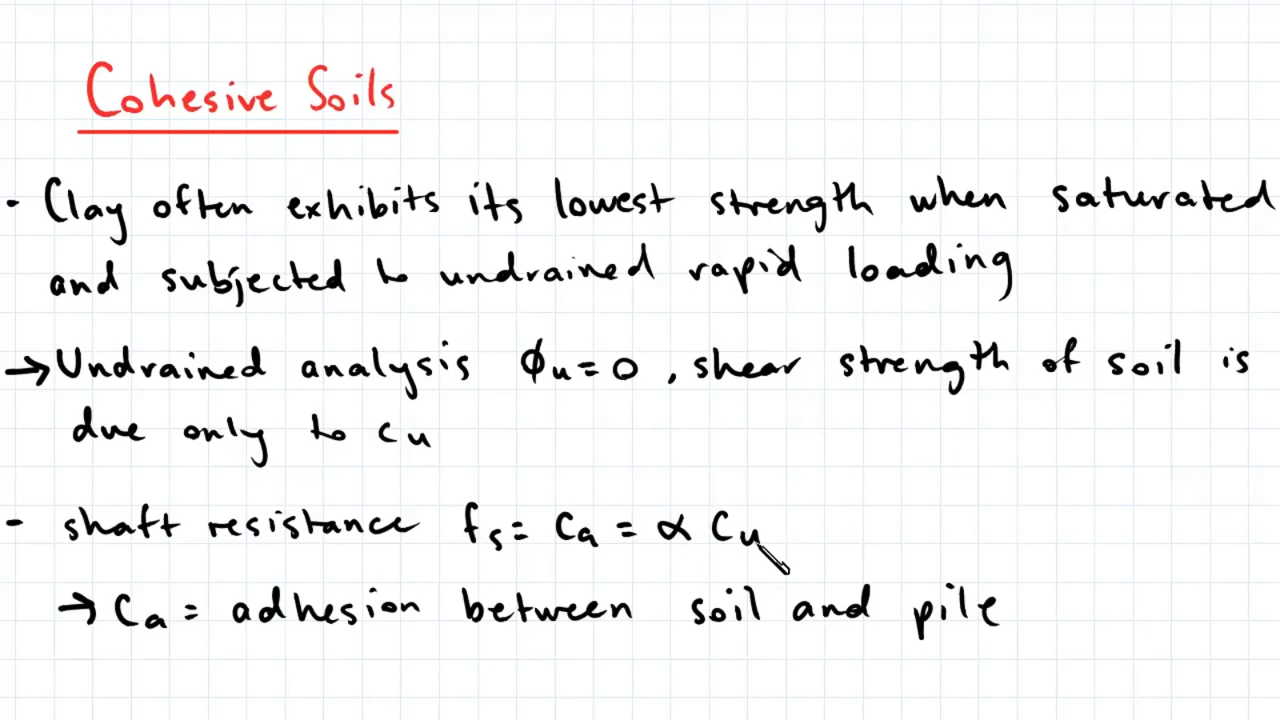 Cohesive Soils
- Clay often exhibits its lowest strength when saturated
and subjected to undrained rapid loading
→ Undrained analysis ϕu = 0, shear strength of soil is
due only to cu
- shaft resistance fs = Ca = α Cu
→ Ca = adhesion between soil and pile